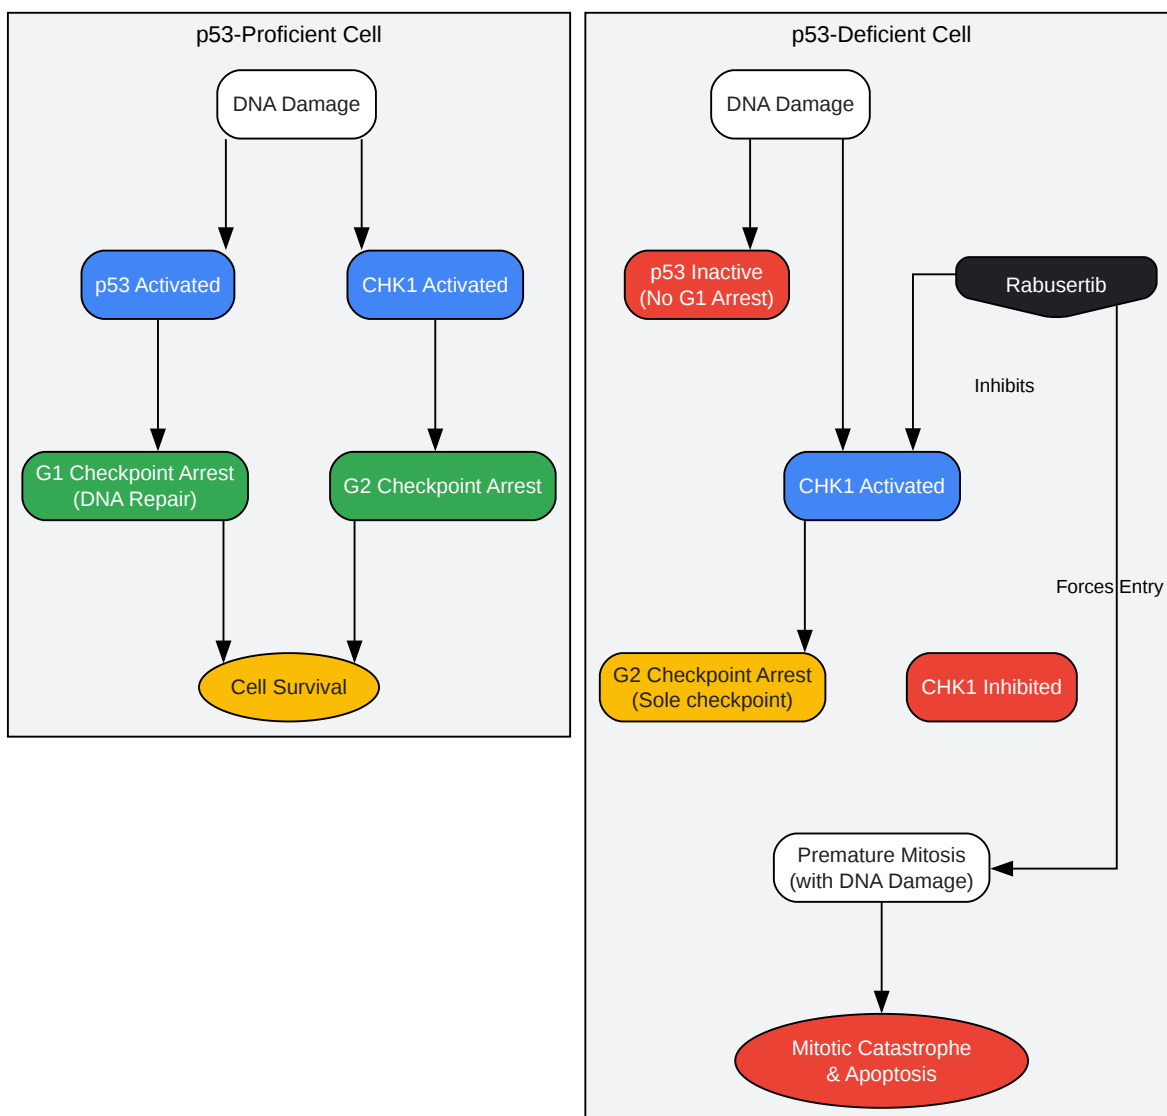 p53-Proficient Cell
DNA Damage
p53 Activated
CHK1 Activated
G1 Checkpoint Arrest
(DNA Repair)
G2 Checkpoint Arrest
Cell Survival
p53-Deficient Cell
DNA Damage
p53 Inactive
(No G1 Arrest)
Rabusertib
Inhibits
CHK1 Activated
Forces Entry
G2 Checkpoint Arrest
(Sole checkpoint)
CHK1 Inhibited
Premature Mitosis
(with DNA Damage)
Mitotic Catastrophe
& Apoptosis